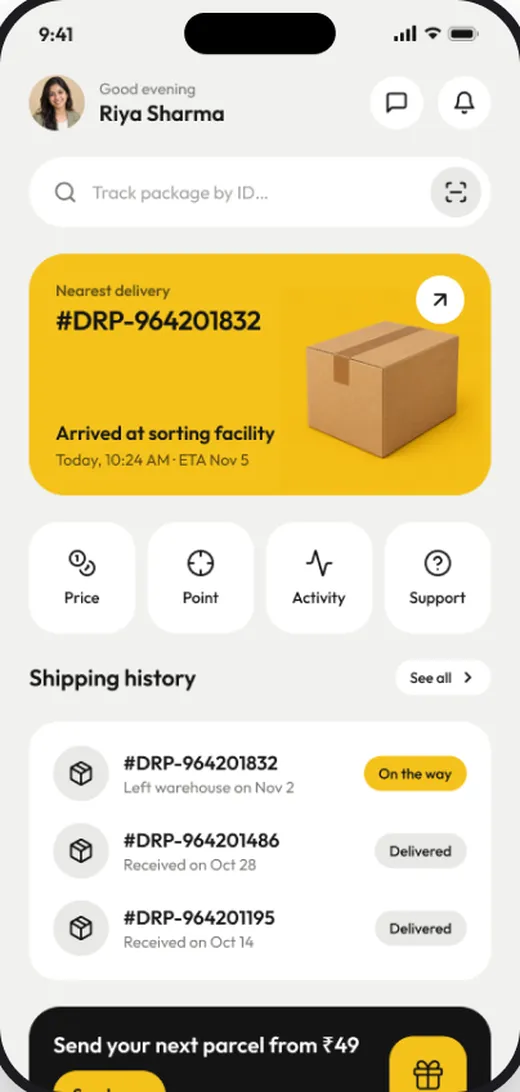 9:41
Good evening
Riya Sharma
Track package by ID...
Nearest delivery
#DRP-964201832
Arrived at sorting facility
Today, 10:24 AM · ETA Nov 5
Price
Point
Activity
Support
Shipping history
See all
#DRP-964201832
Left warehouse on Nov 2
On the way
#DRP-964201486
Received on Oct 28
Delivered
#DRP-964201195
Received on Oct 14
Delivered
Send your next parcel from ₹49